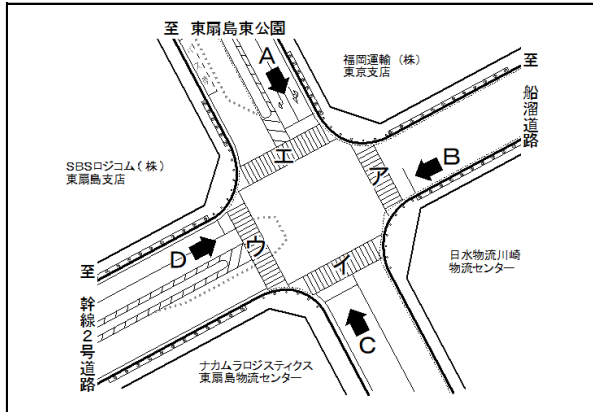 至 東扇島東公園
A
福岡運輸（株）
東京支店
至 船溜道路
エ
ア
B
SBSロジコム（株）
東扇島支店
ウ
D
イ
日水物流川崎
物流センター
至 幹線２号道路
C
ナカムラロジスティクス
東扇島物流センター